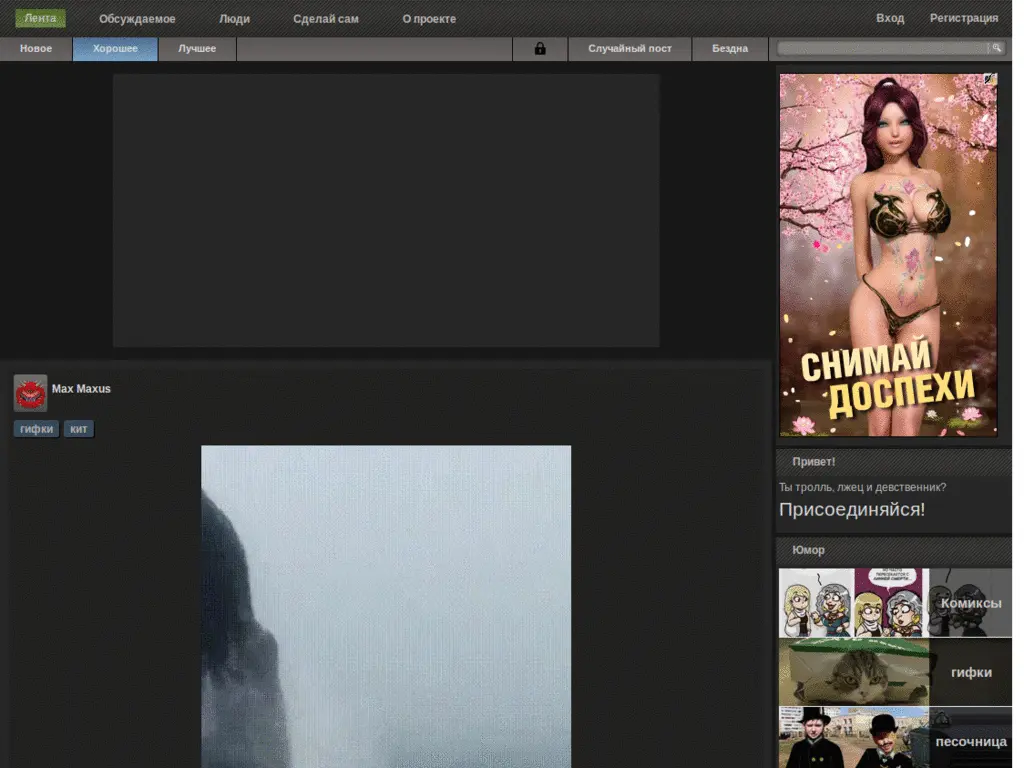 Лента Обсуждаемое Люди Сделай сам О проекте Вход Регистрация
Новое Хорошее Лучшее Случайный пост Бездна
СНИМАЙ
ДОСПЕХИ
Max Maxus
гифки кит
Привет!
Ты тролль, лжец и девственник?
Присоединяйся!
Юмор
Комиксы
гифки
песочница